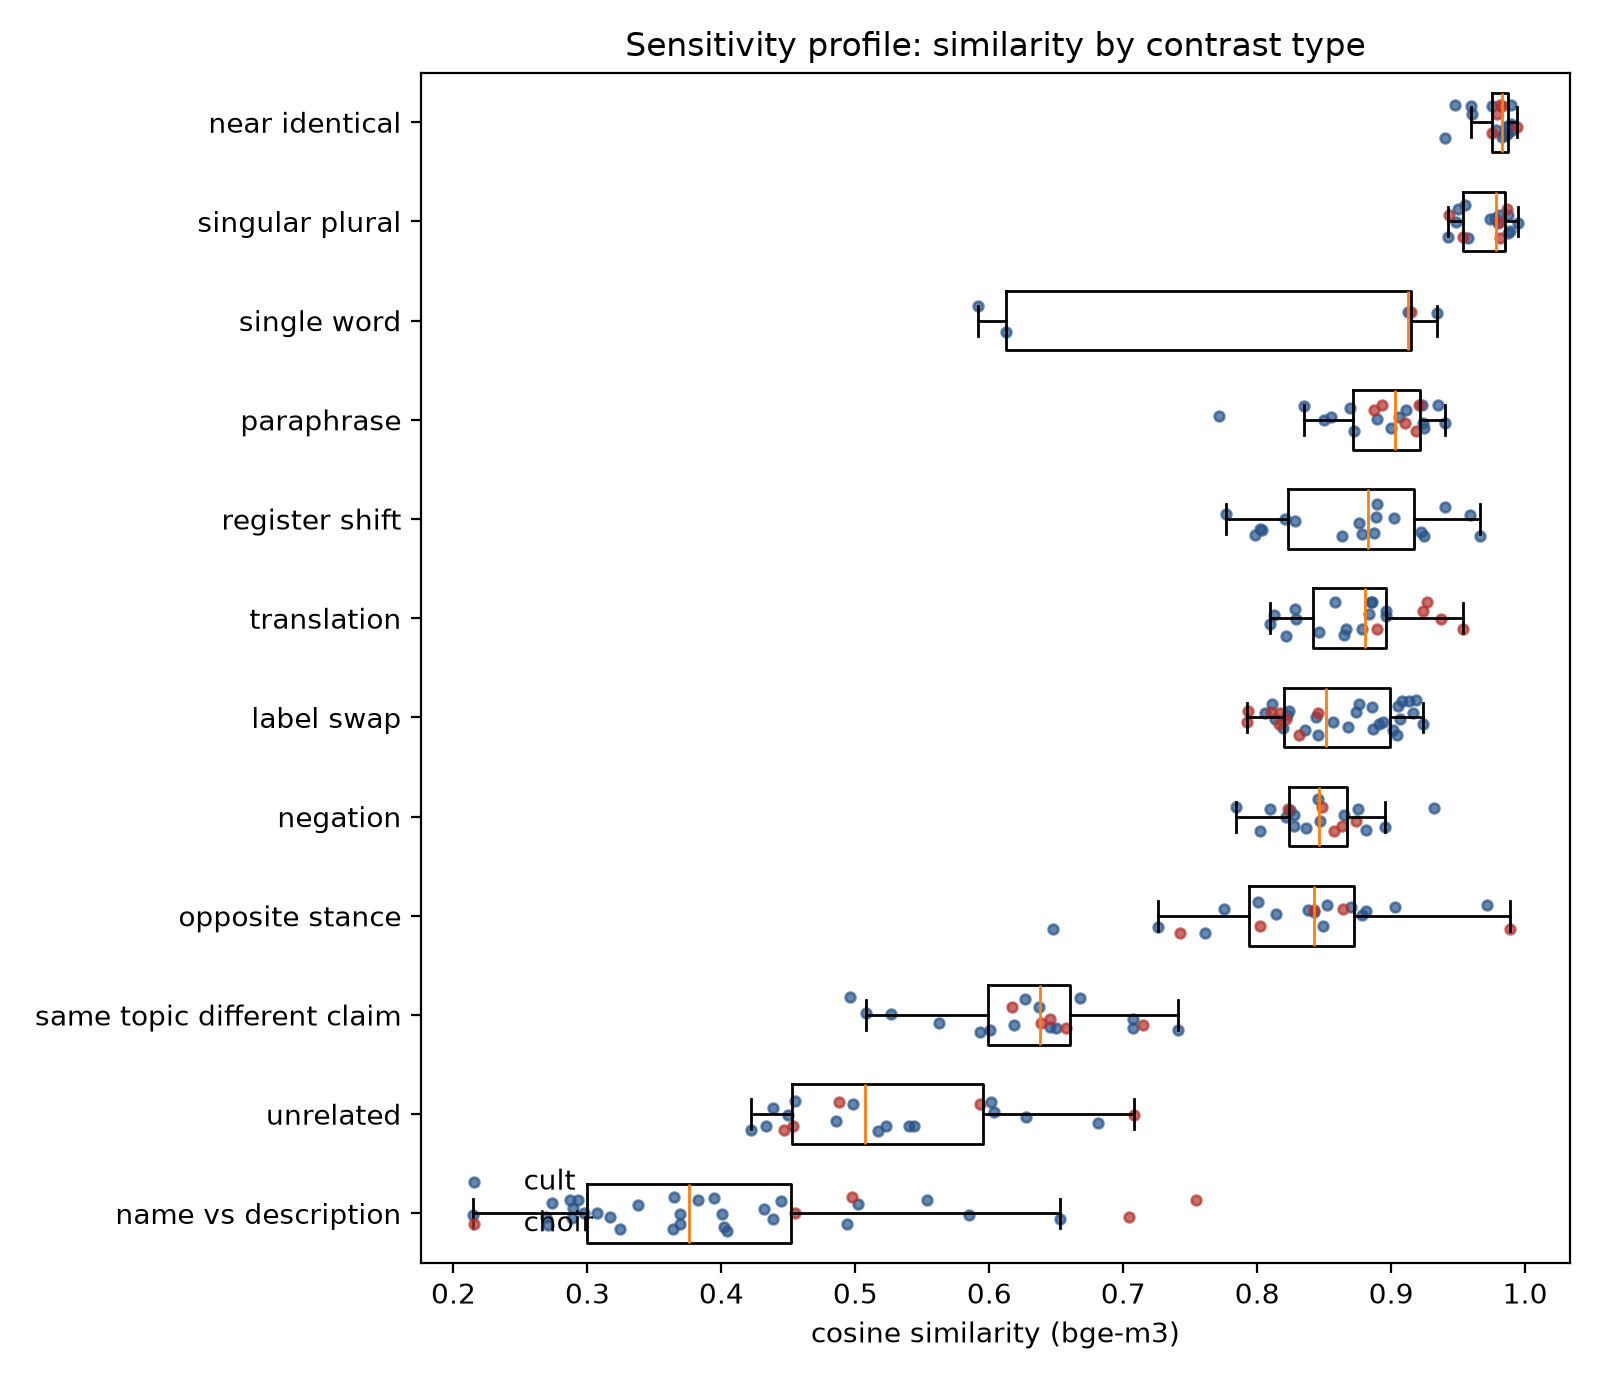 Sensitivity profile: similarity by contrast type
near identical
singular plural
single word
paraphrase
register shift
translation
label swap
negation
opposite stance
same topic different claim
unrelated
name vs description
cult
choir
0.2 0.3 0.4 0.5 0.6 0.7 0.8 0.9 1.0
cosine similarity (bge-m3)